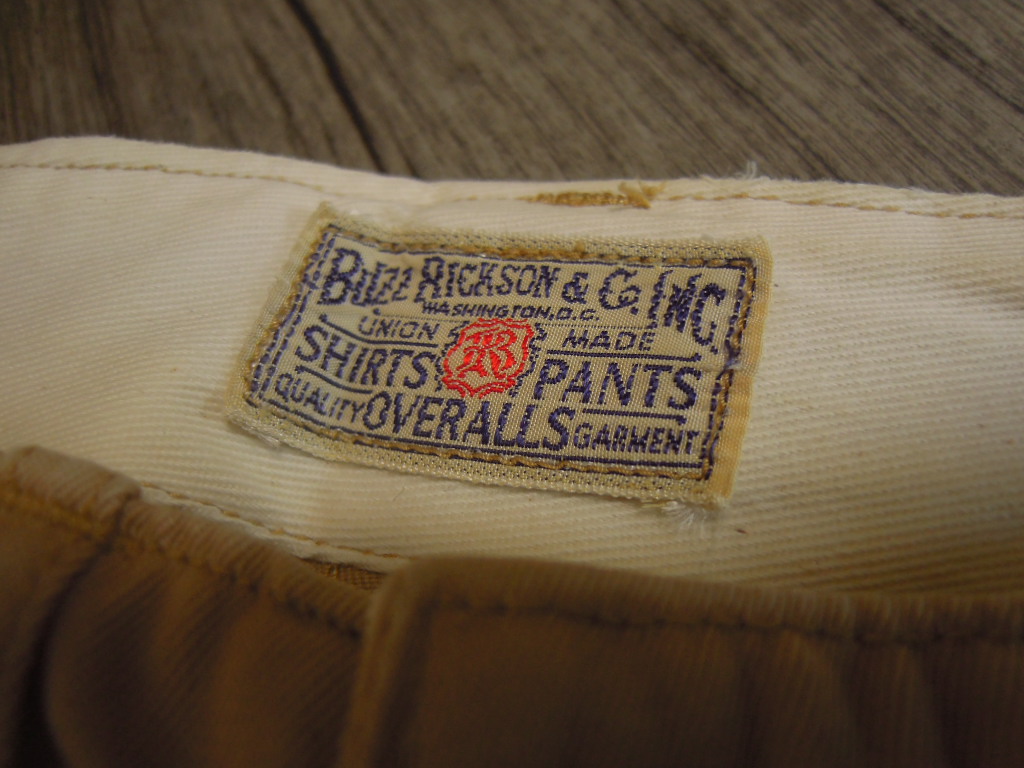 BUZZ RICKSON & Co. INC.
WASHINGTON, D.C.
UNION MADE
SHIRTS R PANTS
QUALITY OVERALLS GARMENT